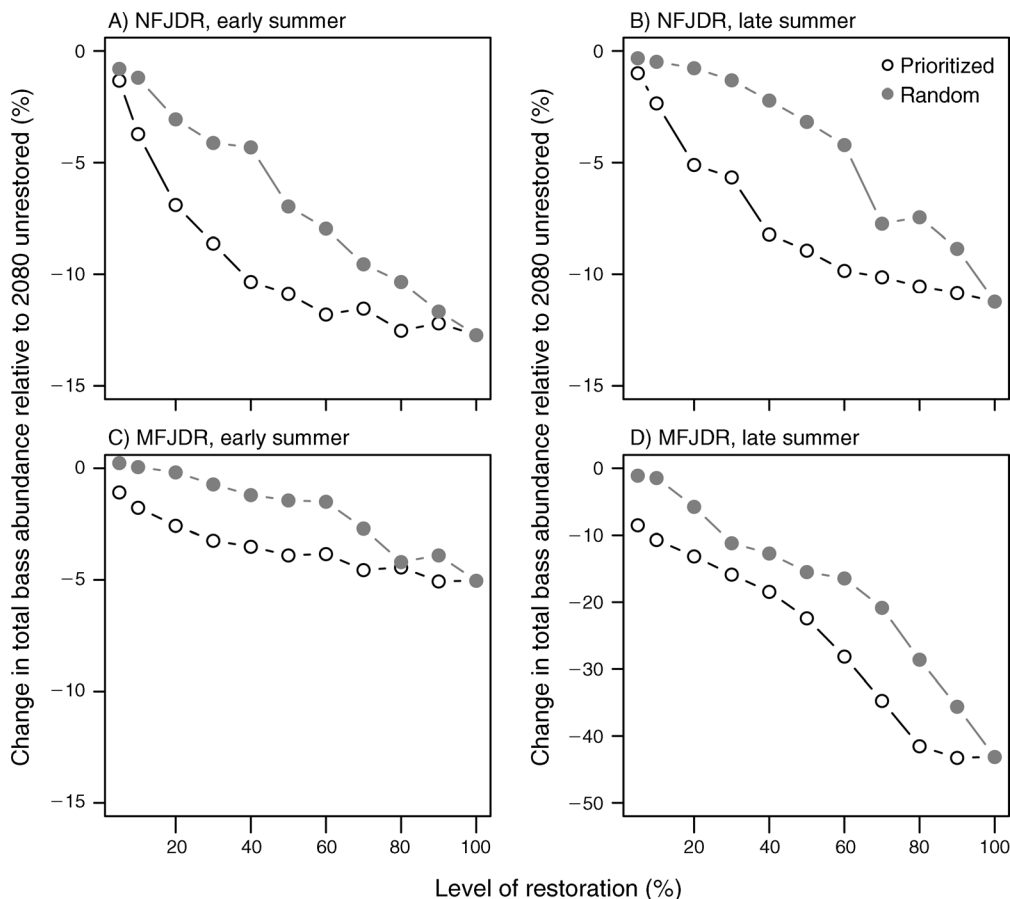 A) NFJDR, early summer
B) NFJDR, late summer
Change in total bass abundance relative to 2080 unrestored (%)
0
−5
−10
−15
Change in total bass abundance relative to 2080 unrestored (%)
0
−5
−10
−15
Prioritized
Random
C) MFJDR, early summer
D) MFJDR, late summer
0
−5
−10
−15
20 40 60 80 100
0
−10
−20
−30
−40
−50
20 40 60 80 100
Level of restoration (%)